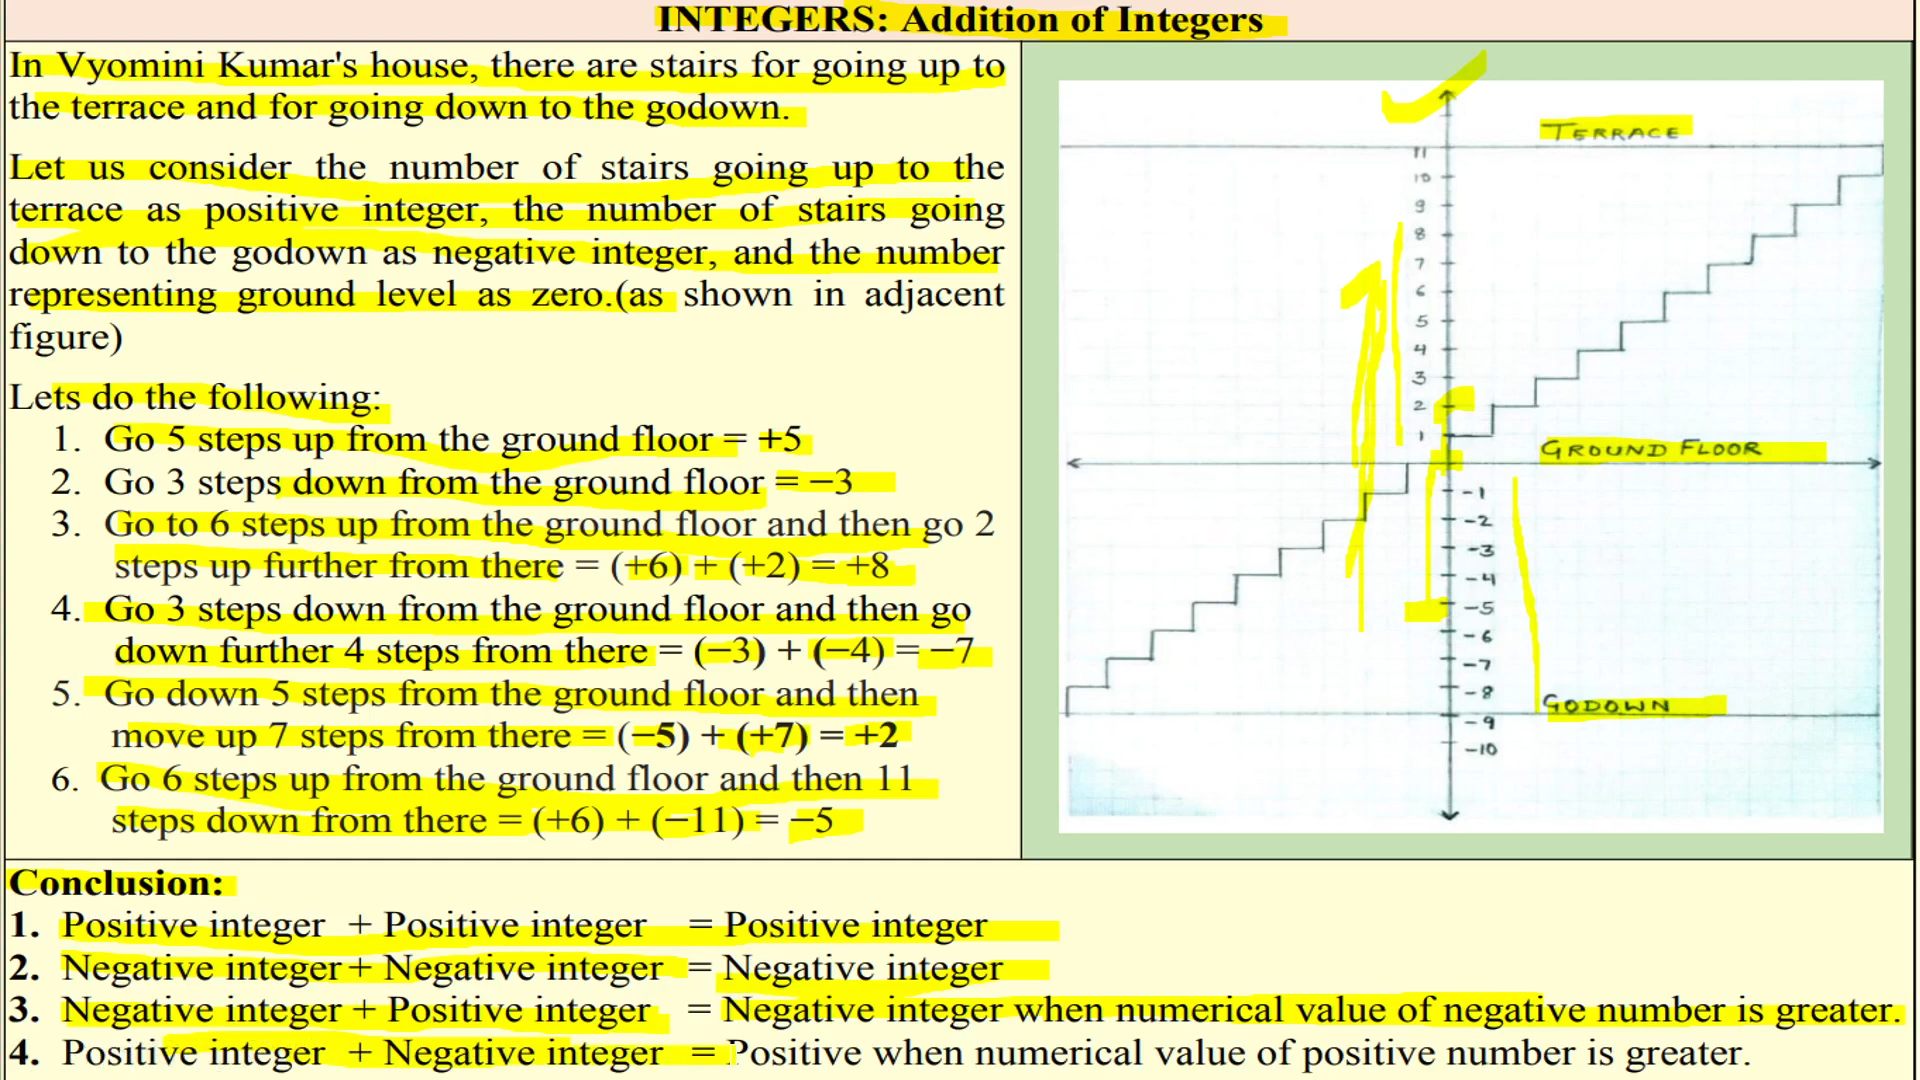 INTEGERS: Addition of Integers
In Vyomini Kumar's house, there are stairs for going up to
the terrace and for going down to the godown.
Let us consider the number of stairs going up to the
terrace as positive integer, the number of stairs going
down to the godown as negative integer, and the number
representing ground level as zero.(as shown in adjacent
figure)
Lets do the following:
1. Go 5 steps up from the ground floor = +5
2. Go 3 steps down from the ground floor = −3
3. Go to 6 steps up from the ground floor and then go 2
steps up further from there = (+6) + (+2) = +8
4. Go 3 steps down from the ground floor and then go
down further 4 steps from there = (−3) + (−4) = −7
5. Go down 5 steps from the ground floor and then
move up 7 steps from there = (−5) + (+7) = +2
6. Go 6 steps up from the ground floor and then 11
steps down from there = (+6) + (−11) = −5
TERRACE
11
10
9
8
7
6
5
4
3
2
1
GROUND FLOOR
-1
-2
-3
-4
-5
-6
-7
-8
GODOWN
-9
-10
Conclusion:
1. Positive integer + Positive integer = Positive integer
2. Negative integer + Negative integer = Negative integer
3. Negative integer + Positive integer = Negative integer when numerical value of negative number is greater.
4. Positive integer + Negative integer = Positive when numerical value of positive number is greater.